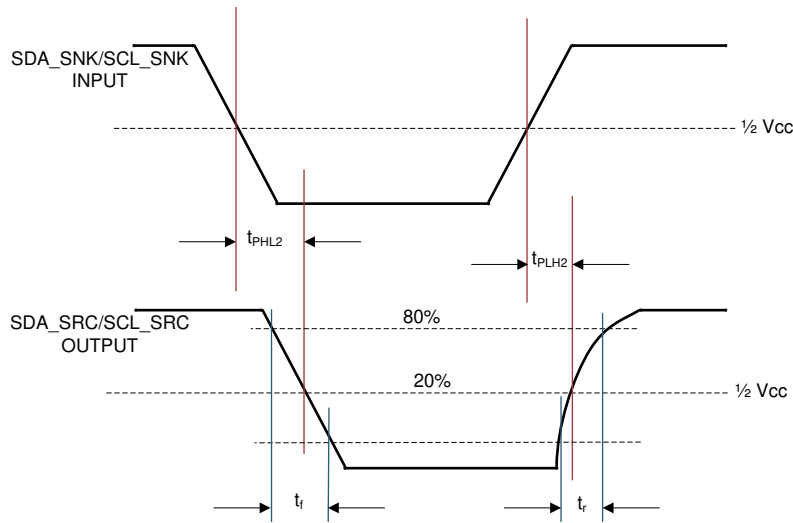 SDA_SNK/SCL_SNK
INPUT
½ Vcc
tPHL2
tPLH2
SDA_SRC/SCL_SRC
OUTPUT
80%
20%
½ Vcc
tf
tr